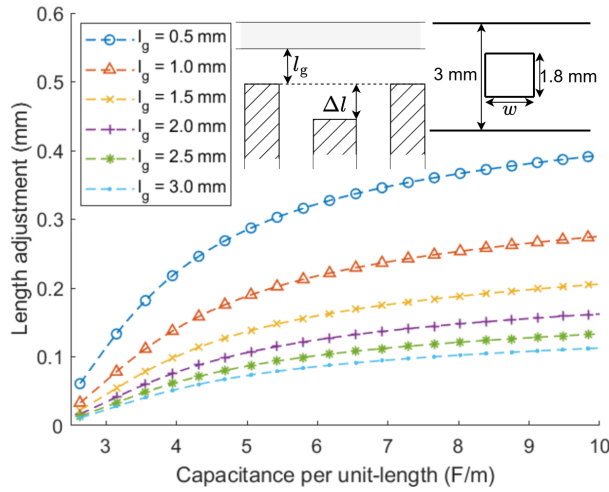 0.6
0.5
0.4
0.3
0.2
0.1
0
Length adjustment (mm)
l_g = 0.5 mm
l_g = 1.0 mm
l_g = 1.5 mm
l_g = 2.0 mm
l_g = 2.5 mm
l_g = 3.0 mm
l_g
Δl
3 mm
1.8 mm
w
3 4 5 6 7 8 9 10
Capacitance per unit-length (F/m)